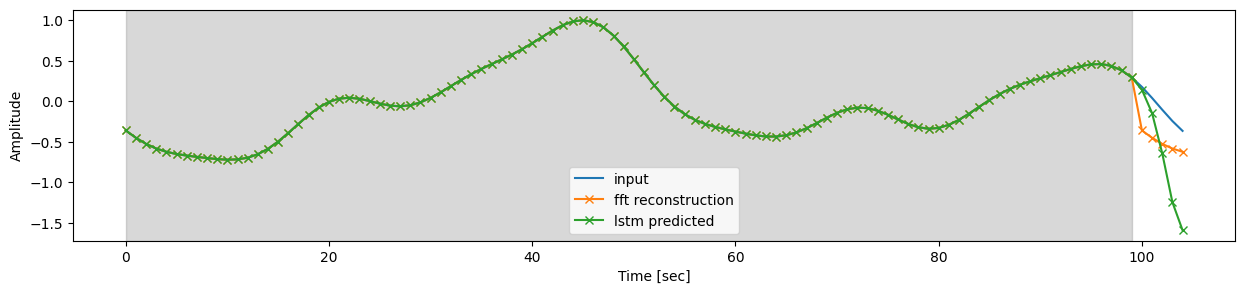 1.0
0.5
0.0
−0.5
−1.0
−1.5
Amplitude
input
fft reconstruction
lstm predicted
0 20 40 60 80 100
Time [sec]